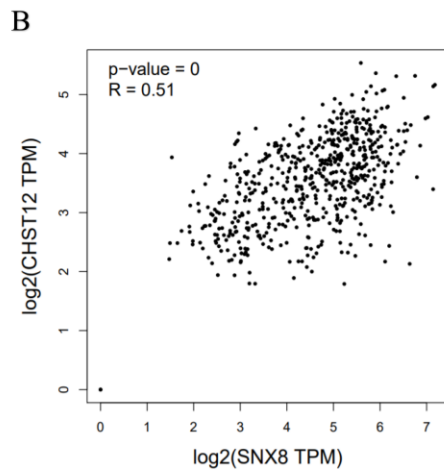 B
p-value = 0
R = 0.51
log2(CHST12 TPM)
5
4
3
2
1
0
0 1 2 3 4 5 6 7
log2(SNX8 TPM)